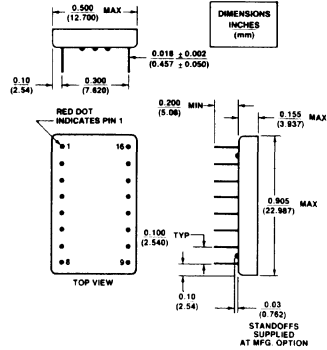 0.500 MAX
(12.700)
DIMENSIONS
INCHES
(mm)
0.018 ± 0.002
(0.457 ± 0.050)
0.10
(2.54)
0.300
(7.620)
RED DOT
INDICATES PIN 1
0.200 MIN
(5.08)
0.155 MAX
(3.937)
1
16
0.905 MAX
(22.987)
0.100 TYP
(2.540)
8
9
TOP VIEW
0.10
(2.54)
0.03
(0.762)
STANDOFFS
SUPPLIED
AT MFG. OPTION